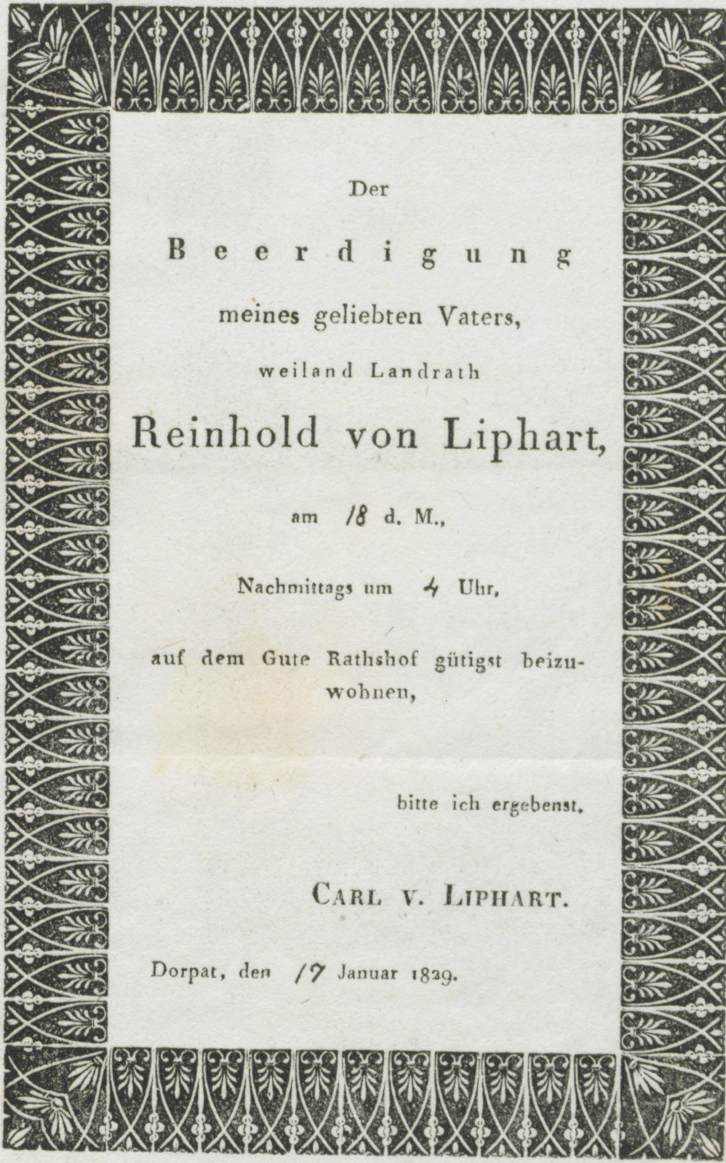 Der
Beerdigung
meines geliebten Vaters,
weiland Landrath
Reinhold von Liphart,
am 18 d. M.,
Nachmittags um 4 Uhr,
auf dem Gute Rathshof gütigst beizu-
wohnen,
bitte ich ergebenst.
CARL V. LIPHART.
Dorpat, den 17 Januar 1829.